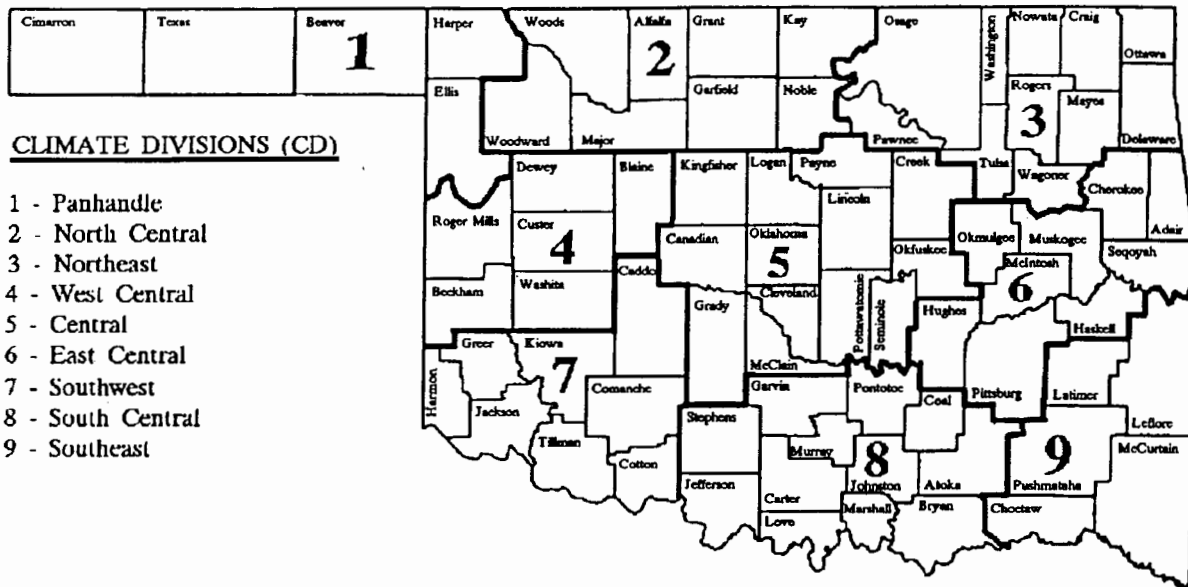 Cimarron Texas Beaver Harper Woods Alfalfa Grant Kay Osage Washington Nowata Craig Ottawa
1 2 3
Ellis Woodward Major Garfield Noble Pawnee Rogers Mayes Delaware
CLIMATE DIVISIONS (CD)
1 - Panhandle
2 - North Central
3 - Northeast
4 - West Central
5 - Central
6 - East Central
7 - Southwest
8 - South Central
9 - Southeast
Dewey Blaine Kingfisher Logan Payne Creek Tulsa Wagoner Cherokee
Lincoln
Roger Mills Custer Canadian Oklahoma Okfuskee Okmulgee Muskogee Adair
4 5 6
Seqoyah
McIntosh
Beckham Washita Caddo Cleveland
Grady Pottawatomie Seminole Hughes Haskell
Greer Kiowa McClain
7
Harmon Jackson Comanche Garvin Pontotoc Coal Pittsburg Latimer
Stephens Leflore
Tillman Cotton Murray McCurtain
8 9
Jefferson Carter Johnston Atoka Pushmataha
Love Marshall Bryan Choctaw